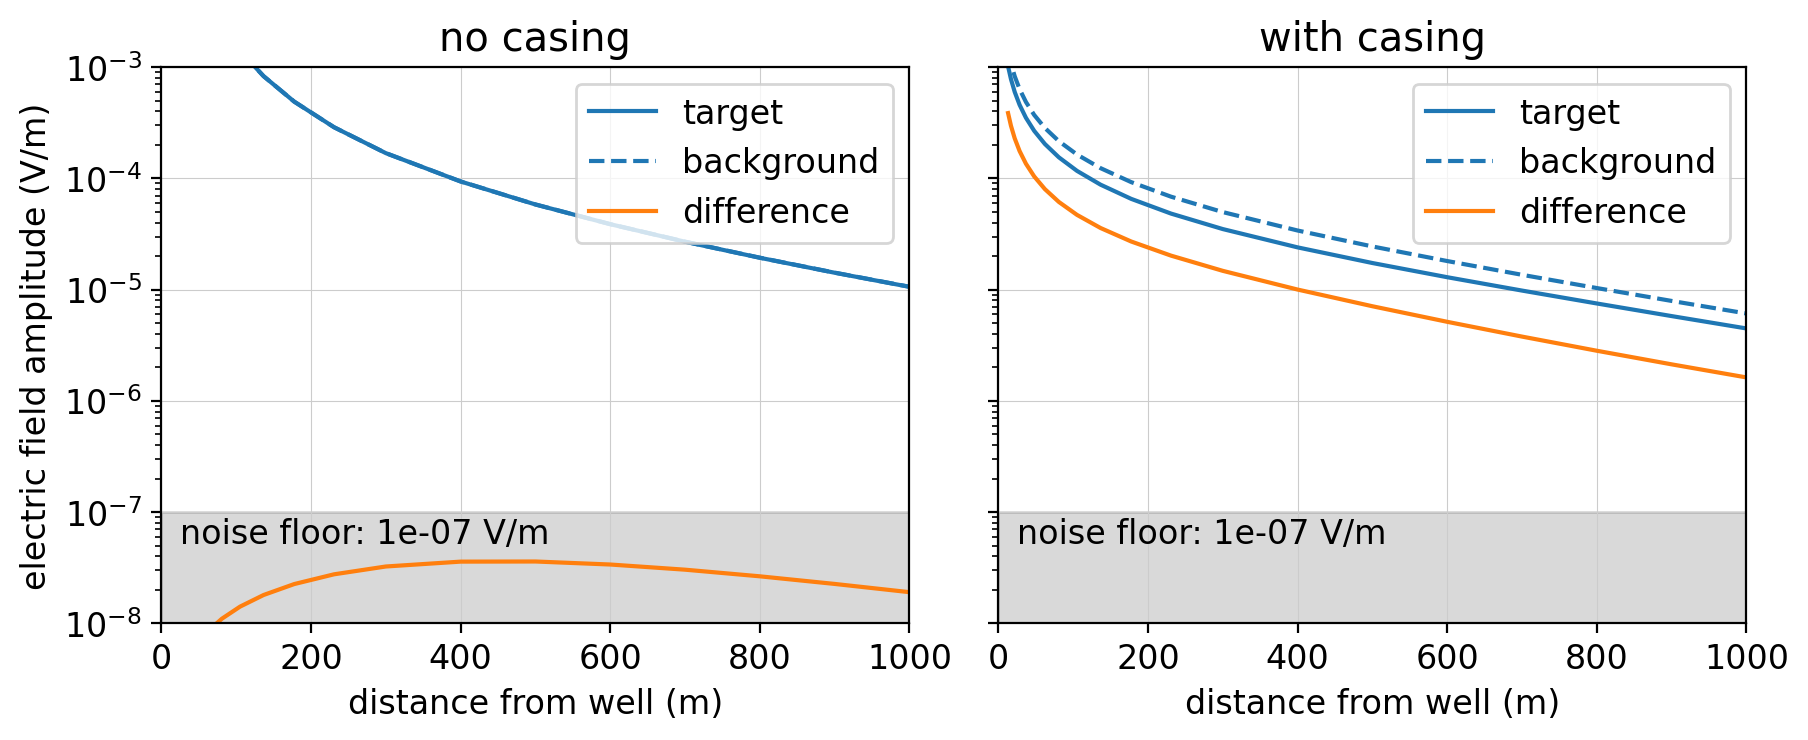 no casing
with casing
electric field amplitude (V/m)
10⁻³
10⁻⁴
10⁻⁵
10⁻⁶
10⁻⁷
10⁻⁸
target
background
difference
noise floor: 1e-07 V/m
0 200 400 600 800 1000
distance from well (m)
target
background
difference
noise floor: 1e-07 V/m
0 200 400 600 800 1000
distance from well (m)